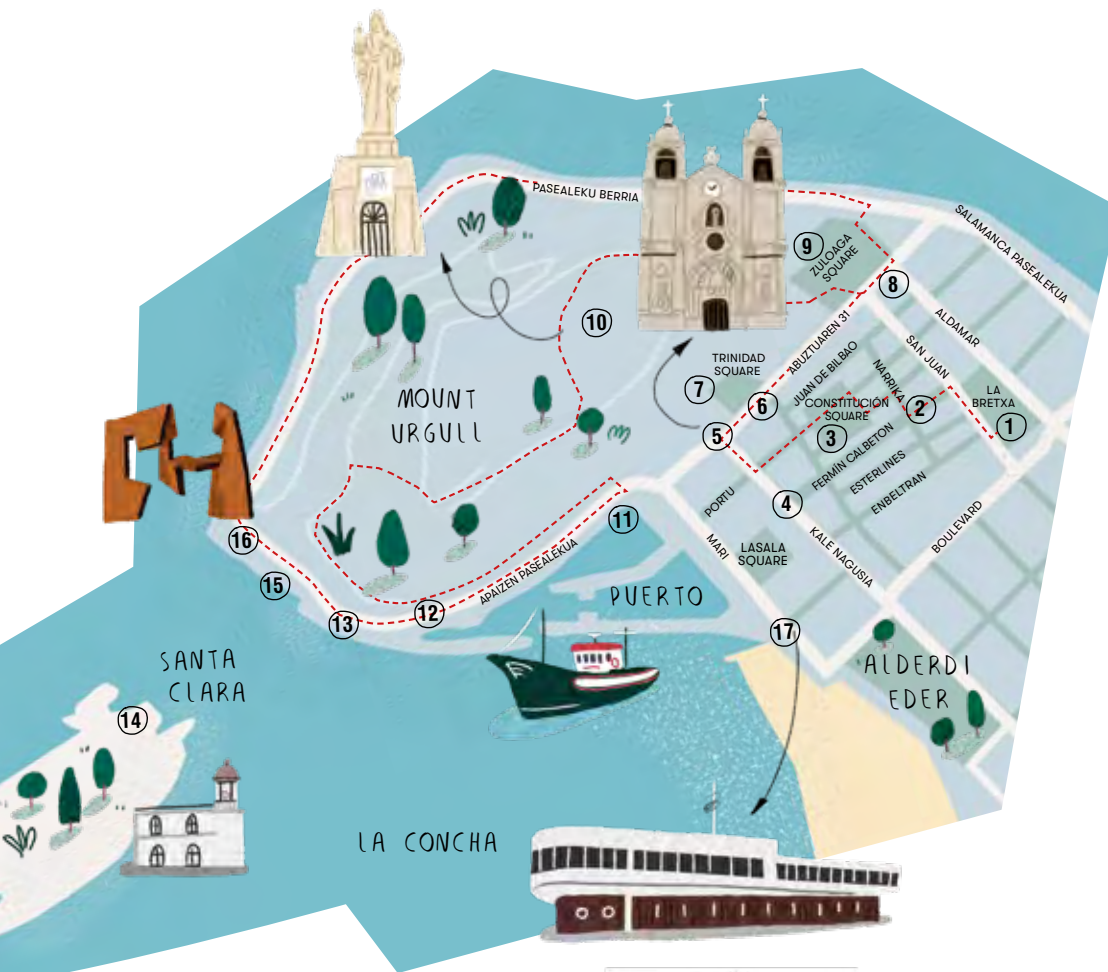 PASEALEKU BERRIA
SALAMANCA PASEALEKUA
9
ZULOAGA
SQUARE
8
10
ABUZTUAREN 31
ALDAMAR
SAN JUAN
JUAN DE BILBAO
NARRIKA
TRINIDAD
SQUARE
7
6
MOUNT
URGULL
CONSTITUCIÓN
SQUARE
2
LA
BRETXA
1
5
3
FERMÍN CALBETON
ESTERLINES
ENBELTRAN
PORTU
4
11
MARI
LASALA
SQUARE
KALE NAGUSIA
BOULEVARD
16
15
APAIZEN PASEALEKUA
12
13
PUERTO
17
SANTA
CLARA
14
ALDERDI
EDER
LA CONCHA